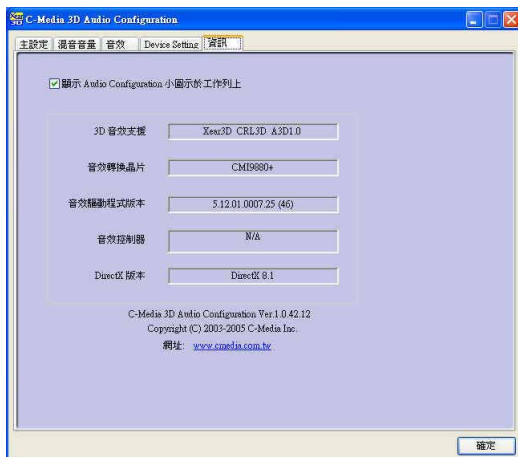 C-Media 3D Audio Configuration
主設定 混音音量 音效 Device Setting 資訊
顯示 Audio Configuration 小圖示於工作列上
3D 音效支援 Xear3D CRL3D A3D1.0
音效轉換晶片 CMI9880+
音效驅動程式版本 5.12.01.0007.25 (46)
音效控制器 N/A
DirectX 版本 DirectX 8.1
C-Media 3D Audio Configuration Ver.1.0.42.12
Copyright (C) 2003-2005 C-Media Inc.
網址: www.cmedia.com.tw
確定